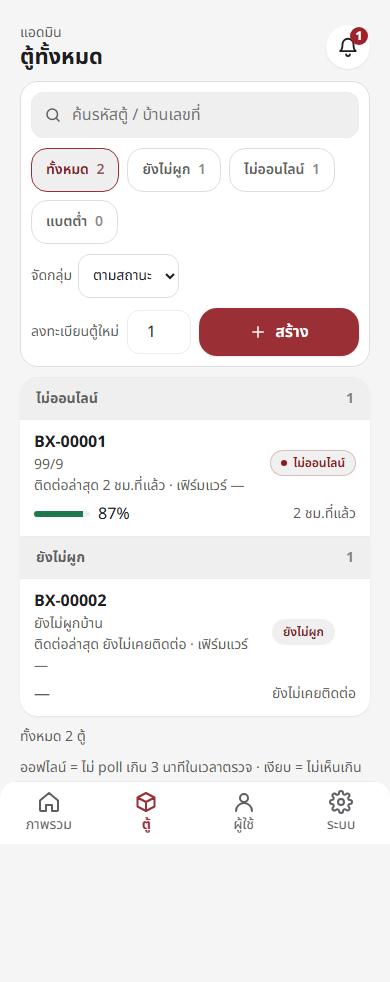 แอดมิน
ตู้ทั้งหมด
1
ค้นรหัสตู้ / บ้านเลขที่
ทั้งหมด 2
ยังไม่ผูก 1
ไม่ออนไลน์ 1
แบตต่ำ 0
จัดกลุ่ม ตามสถานะ
ลงทะเบียนตู้ใหม่ 1 + สร้าง
ไม่ออนไลน์ 1
BX-00001
99/9
ไม่ออนไลน์
ติดต่อล่าสุด 2 ชม.ที่แล้ว · เฟิร์มแวร์ —
87% 2 ชม.ที่แล้ว
ยังไม่ผูก 1
BX-00002
ยังไม่ผูกบ้าน
ยังไม่ผูก
ติดต่อล่าสุด ยังไม่เคยติดต่อ · เฟิร์มแวร์
—
— ยังไม่เคยติดต่อ
ทั้งหมด 2 ตู้
ออฟไลน์ = ไม่ poll เกิน 3 นาทีในเวลาตรวจ · เงียบ = ไม่เห็นเกิน
ภาพรวม
ตู้
ผู้ใช้
ระบบ